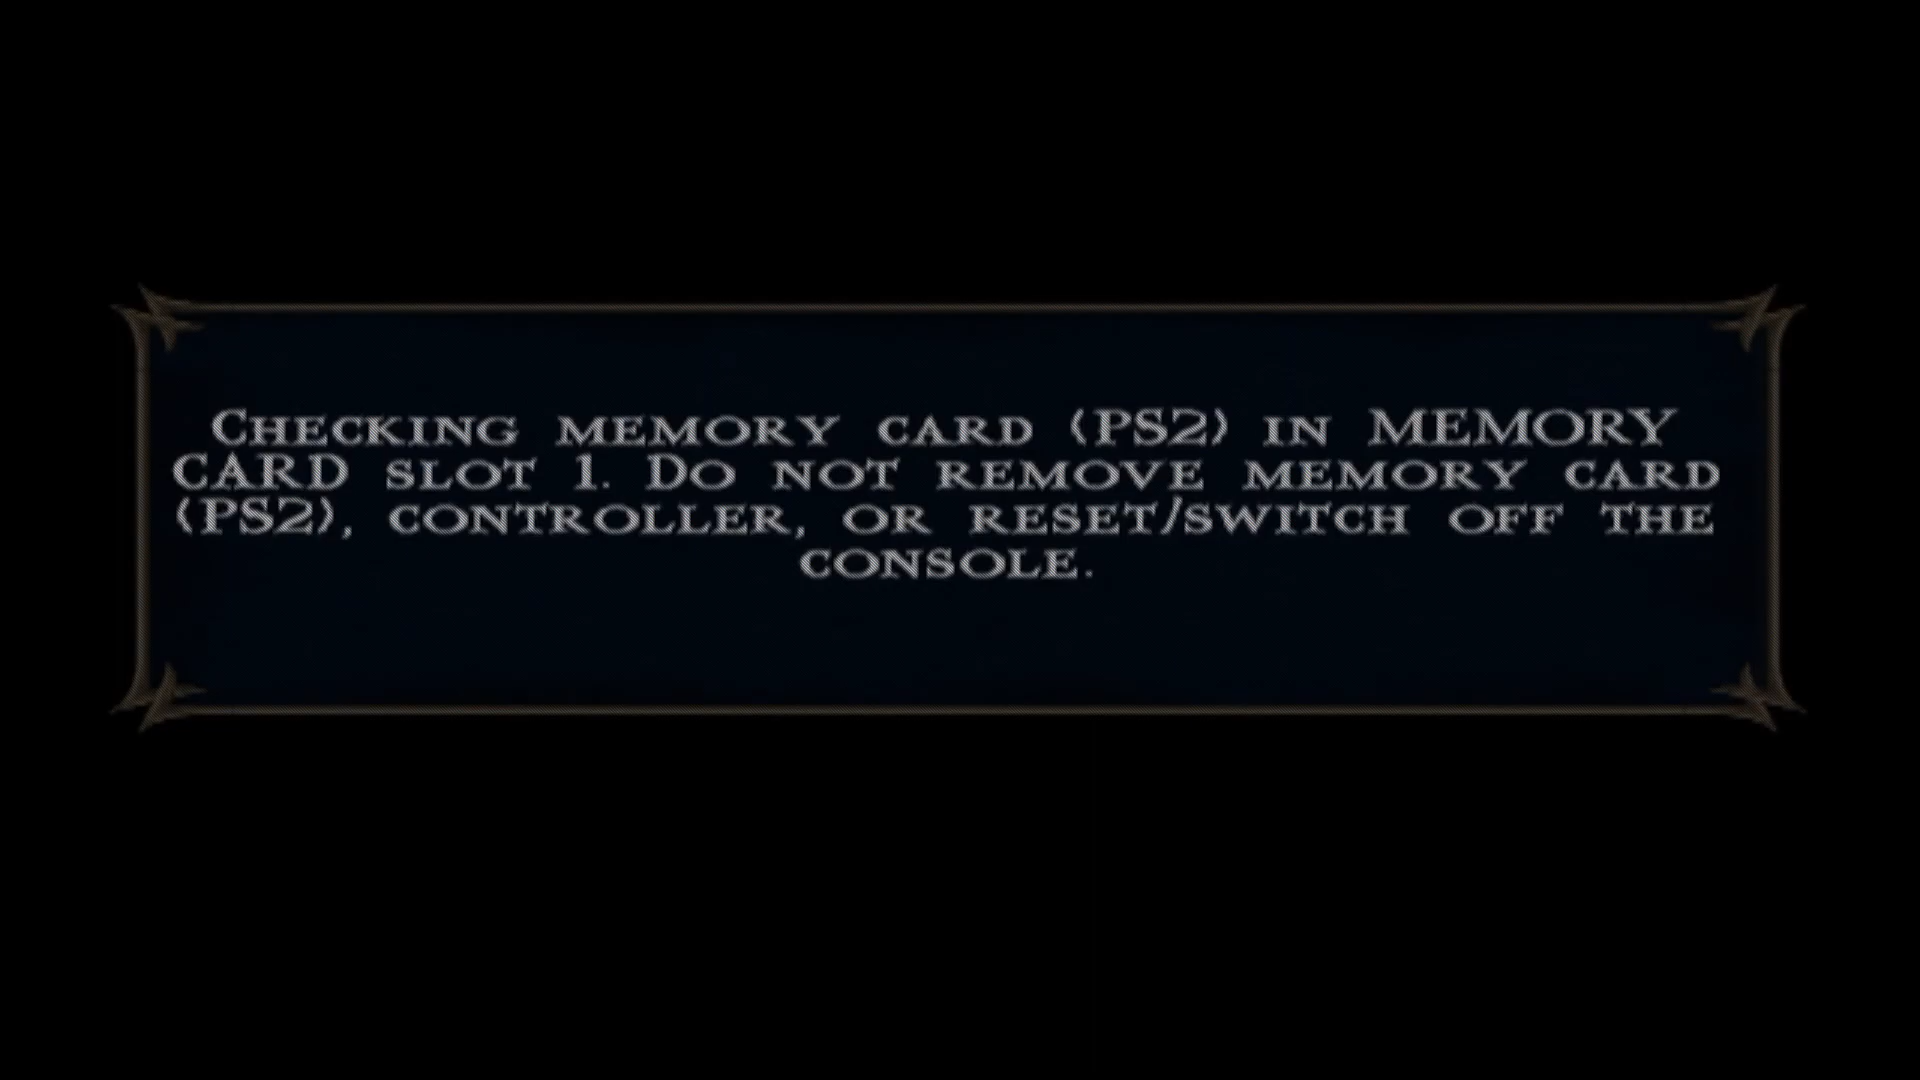 Checking memory card (PS2) in MEMORY
CARD slot 1. Do not remove memory card
(PS2), controller, or reset/switch off the
console.